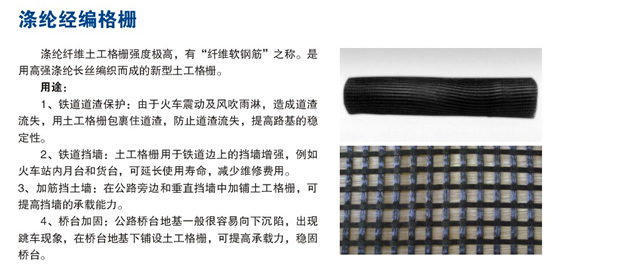 涤纶经编格栅
涤纶纤维土工格栅强度极高，有“纤维软钢筋”之称。是
用高强涤纶长丝编织而成的新型土工格栅。
用途：
1、铁道道渣保护：由于火车震动及风吹雨淋，造成道渣
流失，用土工格栅包裹住道渣，防止道渣流失，提高路基的稳
定性。
2、铁道挡墙：土工格栅用于铁道边上的挡墙增强，例如
火车站内月台和货台，可延长使用寿命，减少维修费用。
3、加筋挡土墙：在公路旁边和垂直挡墙中加铺土工格栅，可
提高挡墙的承载能力。
4、桥台加固：公路桥台地基一般很容易向下沉陷，出现
跳车现象，在桥台地基下铺设土工格栅，可提高承载力，稳固
桥台。